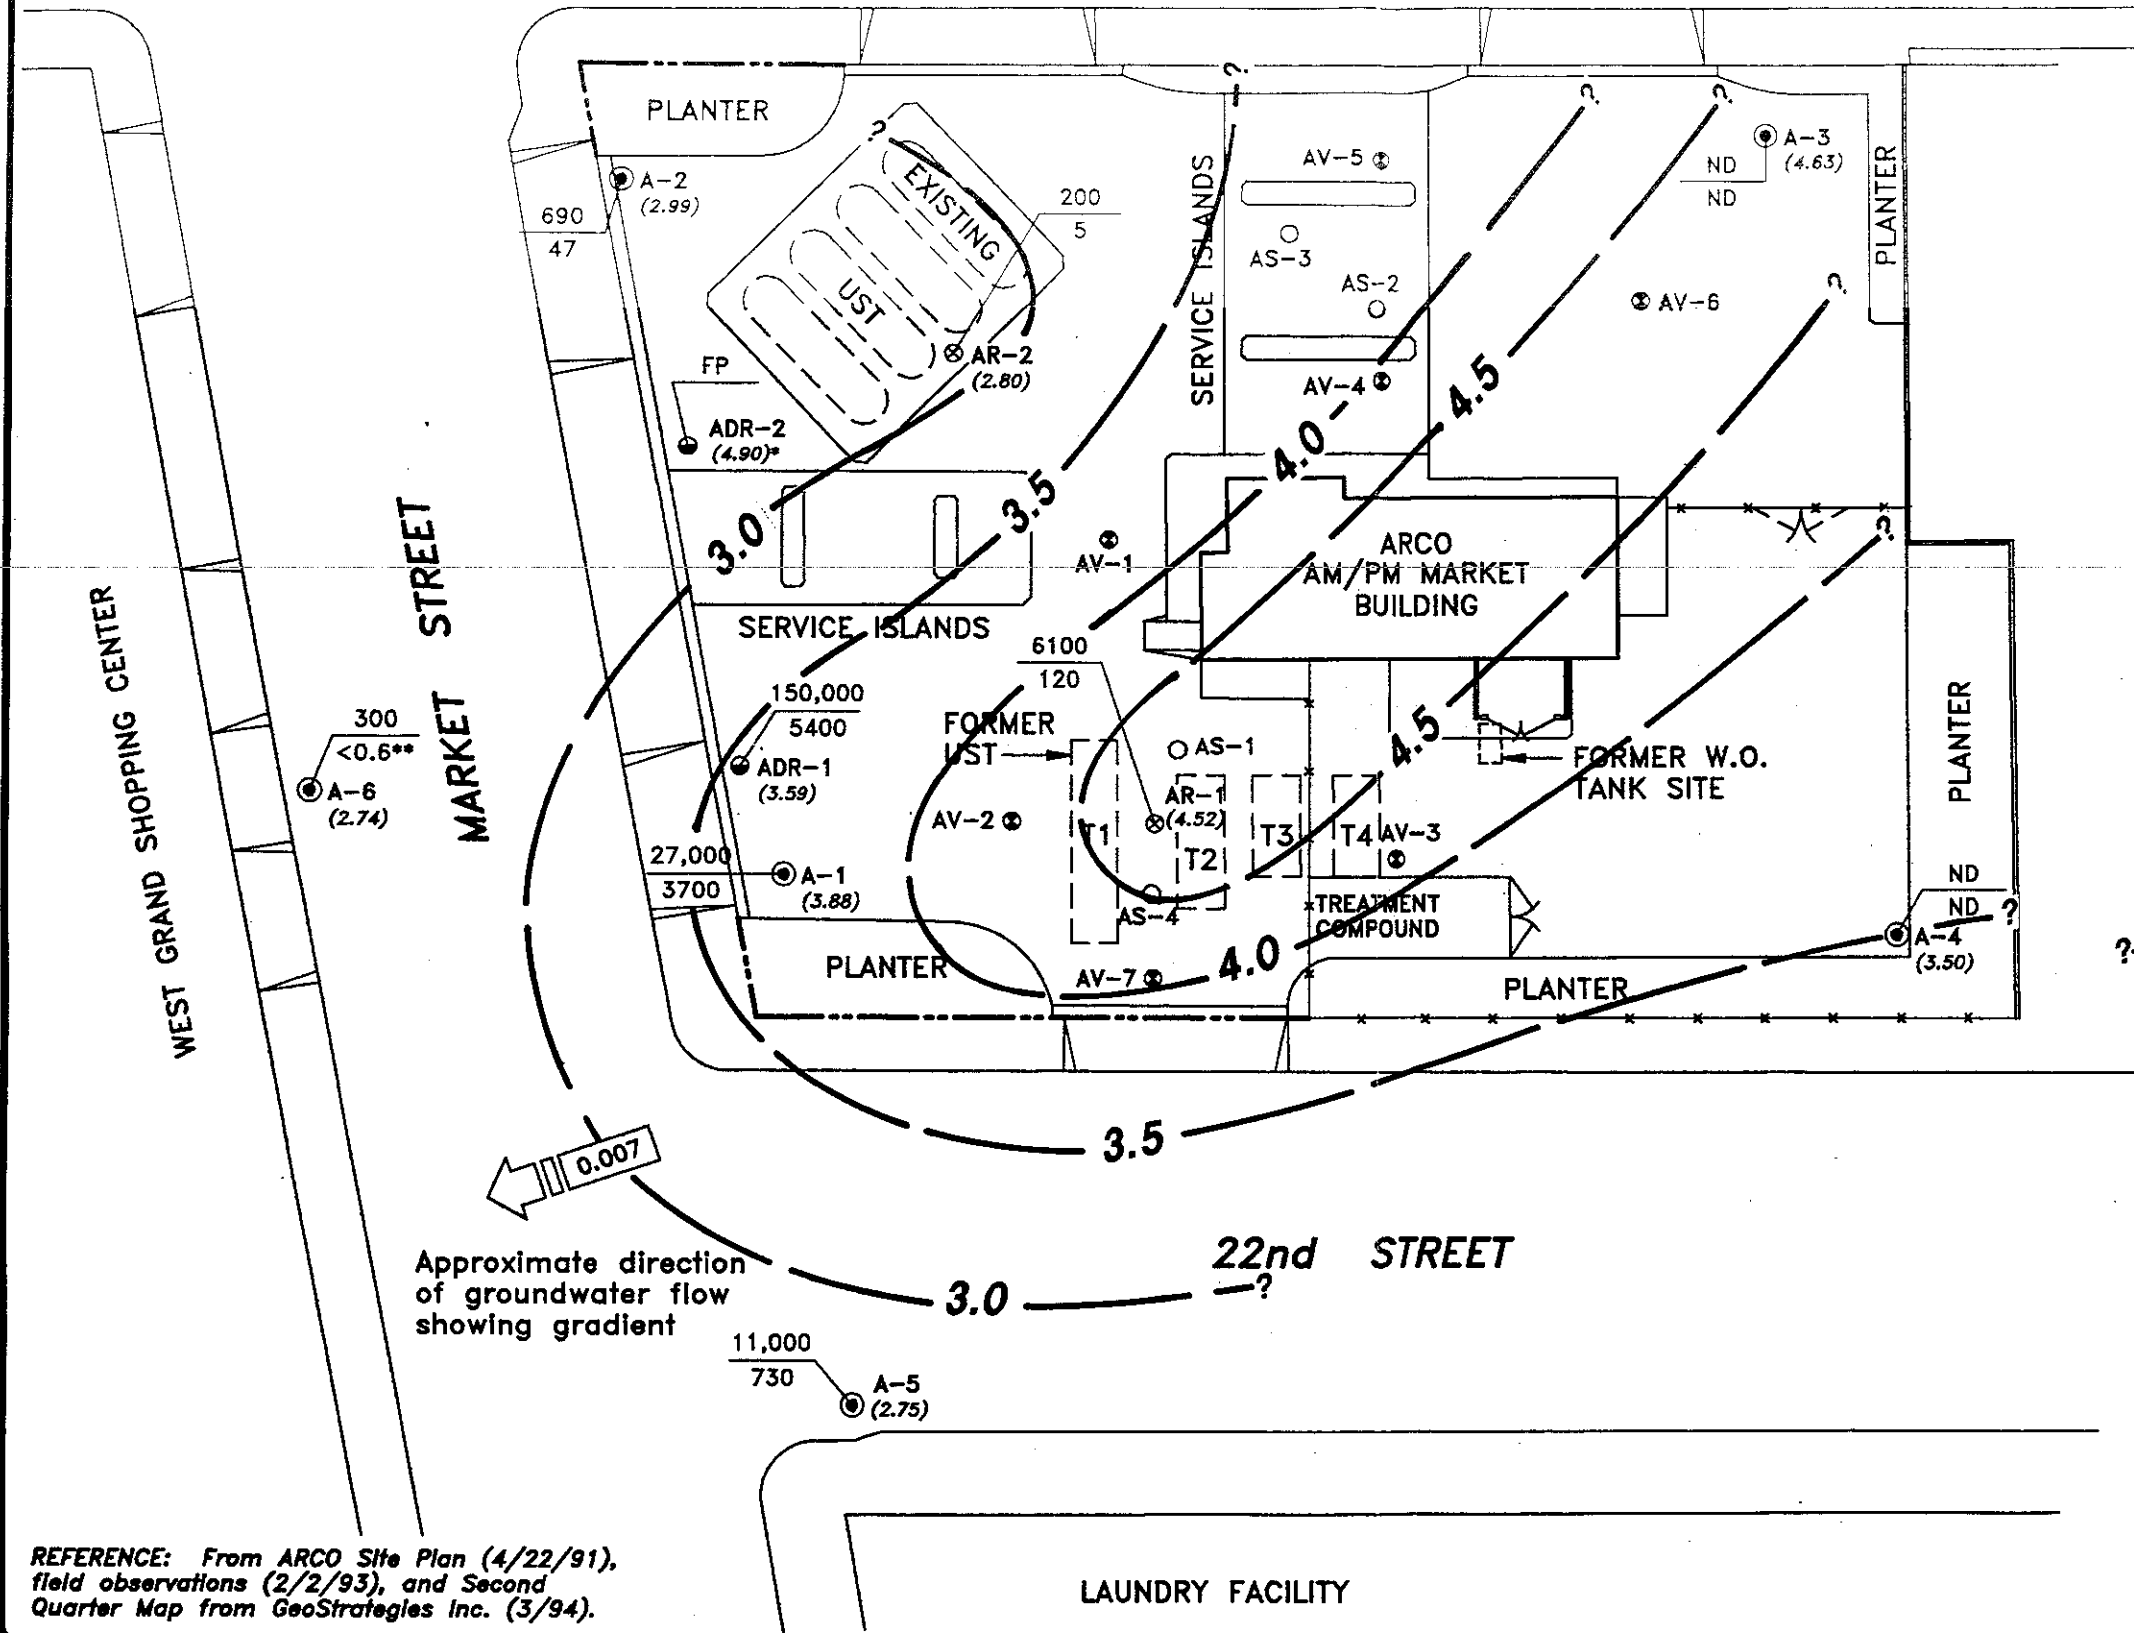 PLANTER
?
?
?
?
?
A-3
(4.63)
ND
ND
PLANTER
AV-5
SERVICE ISLANDS
A-2
(2.99)
690
47
EXISTING
UST
200
5
AS-3
AS-2
AV-6
?
AR-2
(2.80)
FP
ADR-2
(4.90)*
AV-4
4.5
4.0
3.5
3.0
AV-1
ARCO
AM/PM MARKET
BUILDING
?
MARKET STREET
WEST GRAND SHOPPING CENTER
SERVICE ISLANDS
6100
120
150,000
5400
FORMER
UST
AS-1
4.5
FORMER W.O.
TANK SITE
PLANTER
300
<0.6**
A-6
(2.74)
ADR-1
(3.59)
AV-2
T1
AR-1
(4.52)
T2
T3
T4
AV-3
27,000
3700
A-1
(3.88)
AS-4
TREATMENT
COMPOUND
ND
ND
?
A-4
(3.50)
?
PLANTER
AV-7
4.0
PLANTER
3.5
0.007
Approximate direction
of groundwater flow
showing gradient
22nd STREET
3.0
?
11,000
730
A-5
(2.75)
REFERENCE: From ARCO Site Plan (4/22/91),
field observations (2/2/93), and Second
Quarter Map from GeoStrategies Inc. (3/94).
LAUNDRY FACILITY